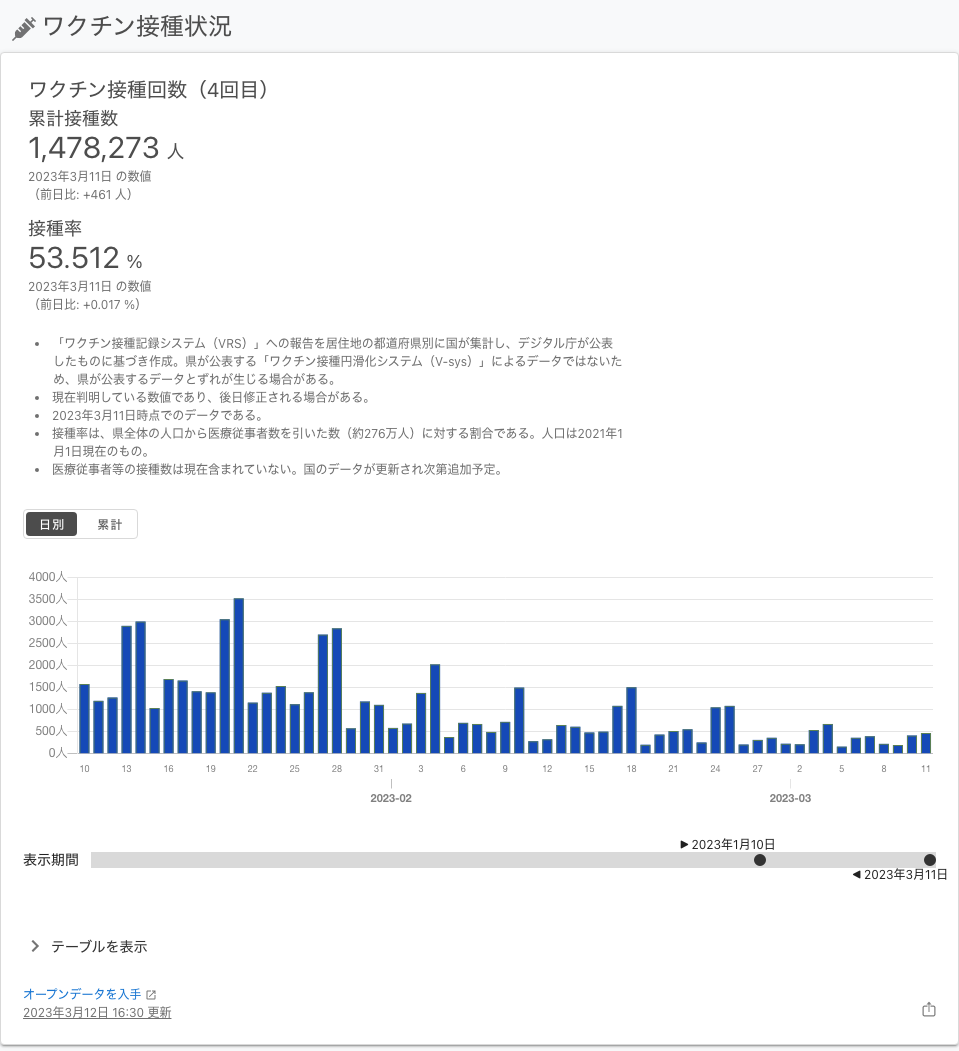 ワクチン接種状況
ワクチン接種回数（4回目）
累計接種数
1,478,273 人
2023年3月11日 の数値
（前日比: +461 人）
接種率
53.512 %
2023年3月11日 の数値
（前日比: +0.017 %）
「ワクチン接種記録システム（VRS）」への報告を居住地の都道府県別に国が集計し、デジタル庁が公表
したものに基づき作成。県が公表する「ワクチン接種円滑化システム（V-sys）」によるデータではないた
め、県が公表するデータとずれが生じる場合がある。
現在判明している数値であり、後日修正される場合がある。
2023年3月11日時点でのデータである。
接種率は、県全体の人口から医療従事者数を引いた数（約276万人）に対する割合である。人口は2021年1
月1日現在のもの。
医療従事者等の接種数は現在含まれていない。国のデータが更新され次第追加予定。
日別 累計
4000人
3500人
3000人
2500人
2000人
1500人
1000人
500人
0人
10 13 16 19 22 25 28 31 3 6 9 12 15 18 21 24 27 2 5 8 11
2023-02 2023-03
2023年1月10日
表示期間
2023年3月11日
テーブルを表示
オープンデータを入手
2023年3月12日 16:30 更新